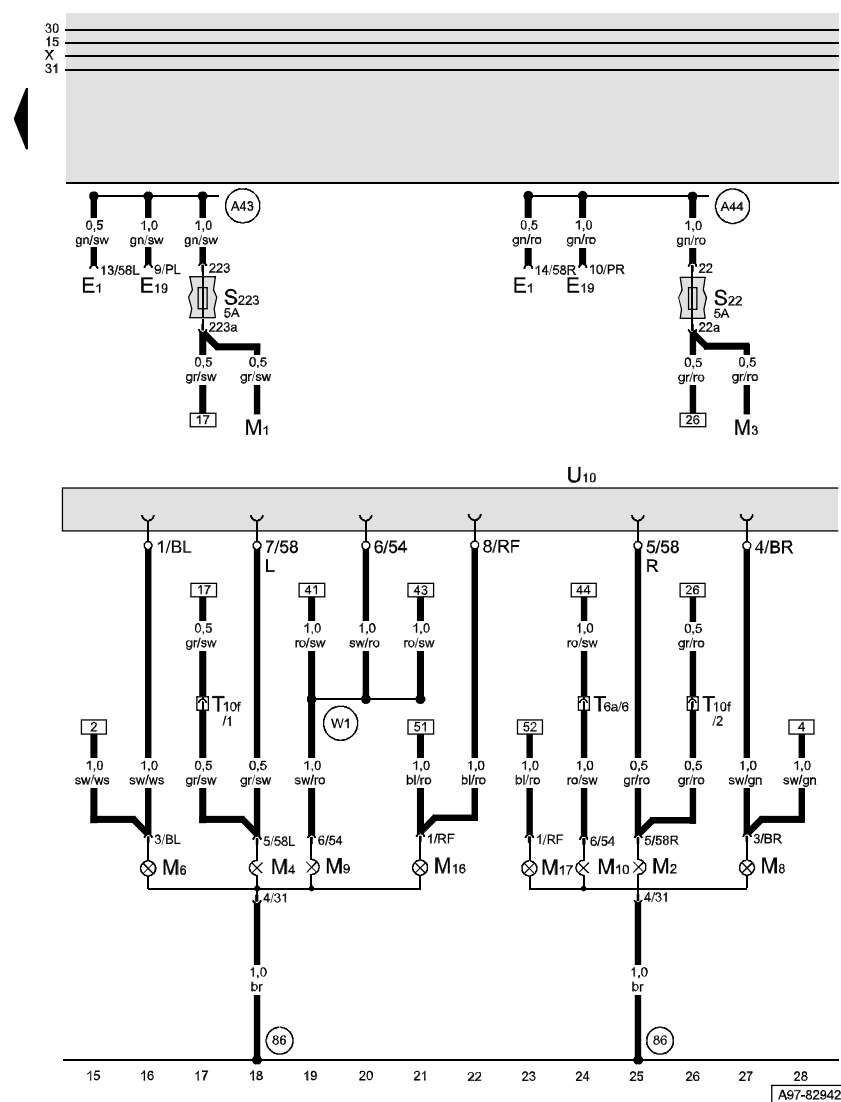 30
15
X
31
A43
A44
0,5 1,0 1,0 0,5 1,0 1,0
gn/sw gn/sw gn/sw gn/ro gn/ro gn/ro
13/58L 9/PL 223 14/58R 10/PR 22
E1 E19 S223 E1 E19 S22
5A 5A
223a 22a
0,5 0,5 0,5 0,5
gr/sw gr/sw gr/ro gr/ro
17 M1 26 M3
U10
1/BL 7/58 6/54 8/RF 5/58 4/BR
L R
17 41 43 44 26
0,5 1,0 1,0 1,0 1,0 0,5
gr/sw ro/sw sw/ro ro/sw ro/sw gr/ro
T10f T6a/6 T10f
/1 /2
W1
2 51 52 4
1,0 1,0 0,5 0,5 1,0 1,0 1,0 1,0 1,0 0,5 0,5 1,0 1,0
sw/ws sw/ws gr/sw gr/sw sw/ro bl/ro bl/ro bl/ro ro/sw gr/ro gr/ro sw/gn sw/gn
3/BL 5/58L 6/54 1/RF 1/RF 6/54 5/58R 3/BR
M6 M4 M9 M16 M17 M10 M2 M8
4/31 4/31
1,0 1,0
br br
86 86
15 16 17 18 19 20 21 22 23 24 25 26 27 28
A97-82942